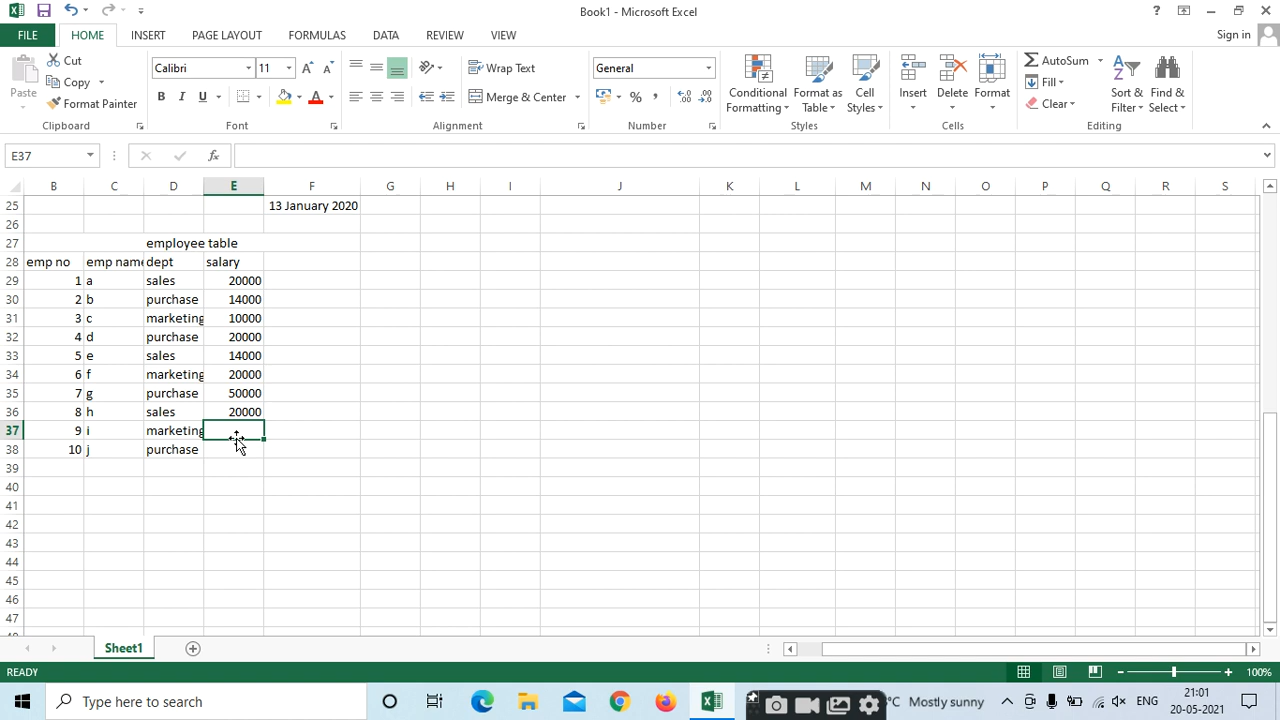 Book1 - Microsoft Excel
FILE HOME INSERT PAGE LAYOUT FORMULAS DATA REVIEW VIEW Sign in
Paste Cut Copy Format Painter Clipboard
Calibri 11 B I U A Font
Wrap Text Merge & Center Alignment
General % , Number
Conditional Formatting Format as Table Cell Styles Styles
Insert Delete Format Cells
AutoSum Fill Clear Sort & Filter Find & Select Editing
E37 fx
B C D E F G H I J K L M N O P Q R S
25 13 January 2020
26
27 employee table
28 emp no emp name dept salary
29 1 a sales 20000
30 2 b purchase 14000
31 3 c marketing 10000
32 4 d purchase 20000
33 5 e sales 14000
34 6 f marketing 20000
35 7 g purchase 50000
36 8 h sales 20000
37 9 i marketing
38 10 j purchase
39
40
41
42
43
44
45
46
47
Sheet1
READY 100%
Type here to search °C Mostly sunny ENG 21:01
20-05-2021